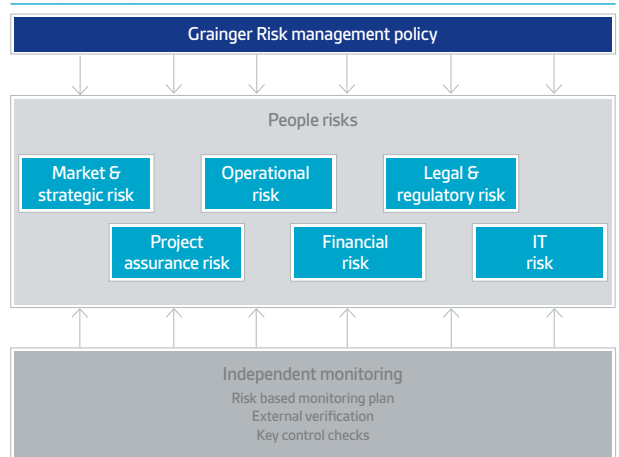 Grainger Risk management policy
People risks
Market &
strategic risk
Operational
risk
Legal &
regulatory risk
Project
assurance risk
Financial
risk
IT
risk
Independent monitoring
Risk based monitoring plan
External verification
Key control checks